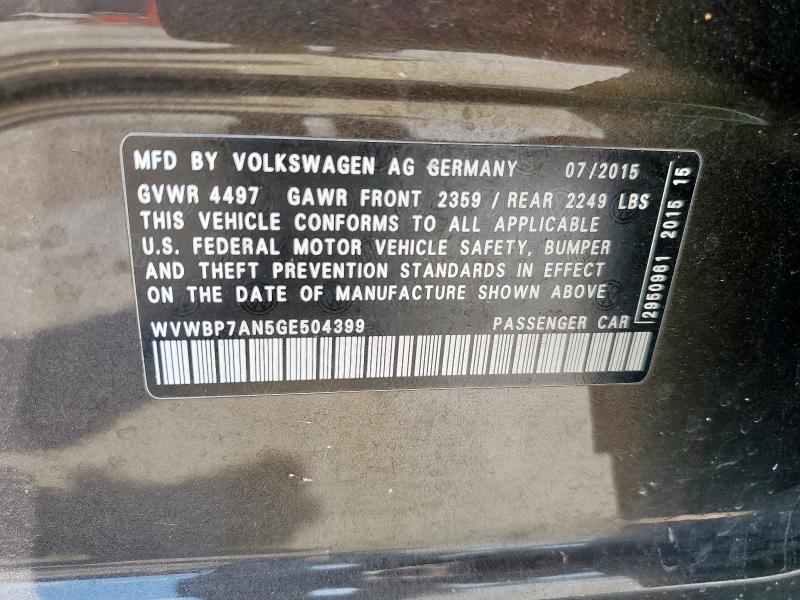 MFD BY VOLKSWAGEN AG GERMANY 07/2015
GVWR 4497 GAWR FRONT 2359 / REAR 2249 LBS
THIS VEHICLE CONFORMS TO ALL APPLICABLE
U.S. FEDERAL MOTOR VEHICLE SAFETY, BUMPER
AND THEFT PREVENTION STANDARDS IN EFFECT
ON THE DATE OF MANUFACTURE SHOWN ABOVE
WVWBP7AN5GE504399 PASSENGER CAR
2950961 2015 15